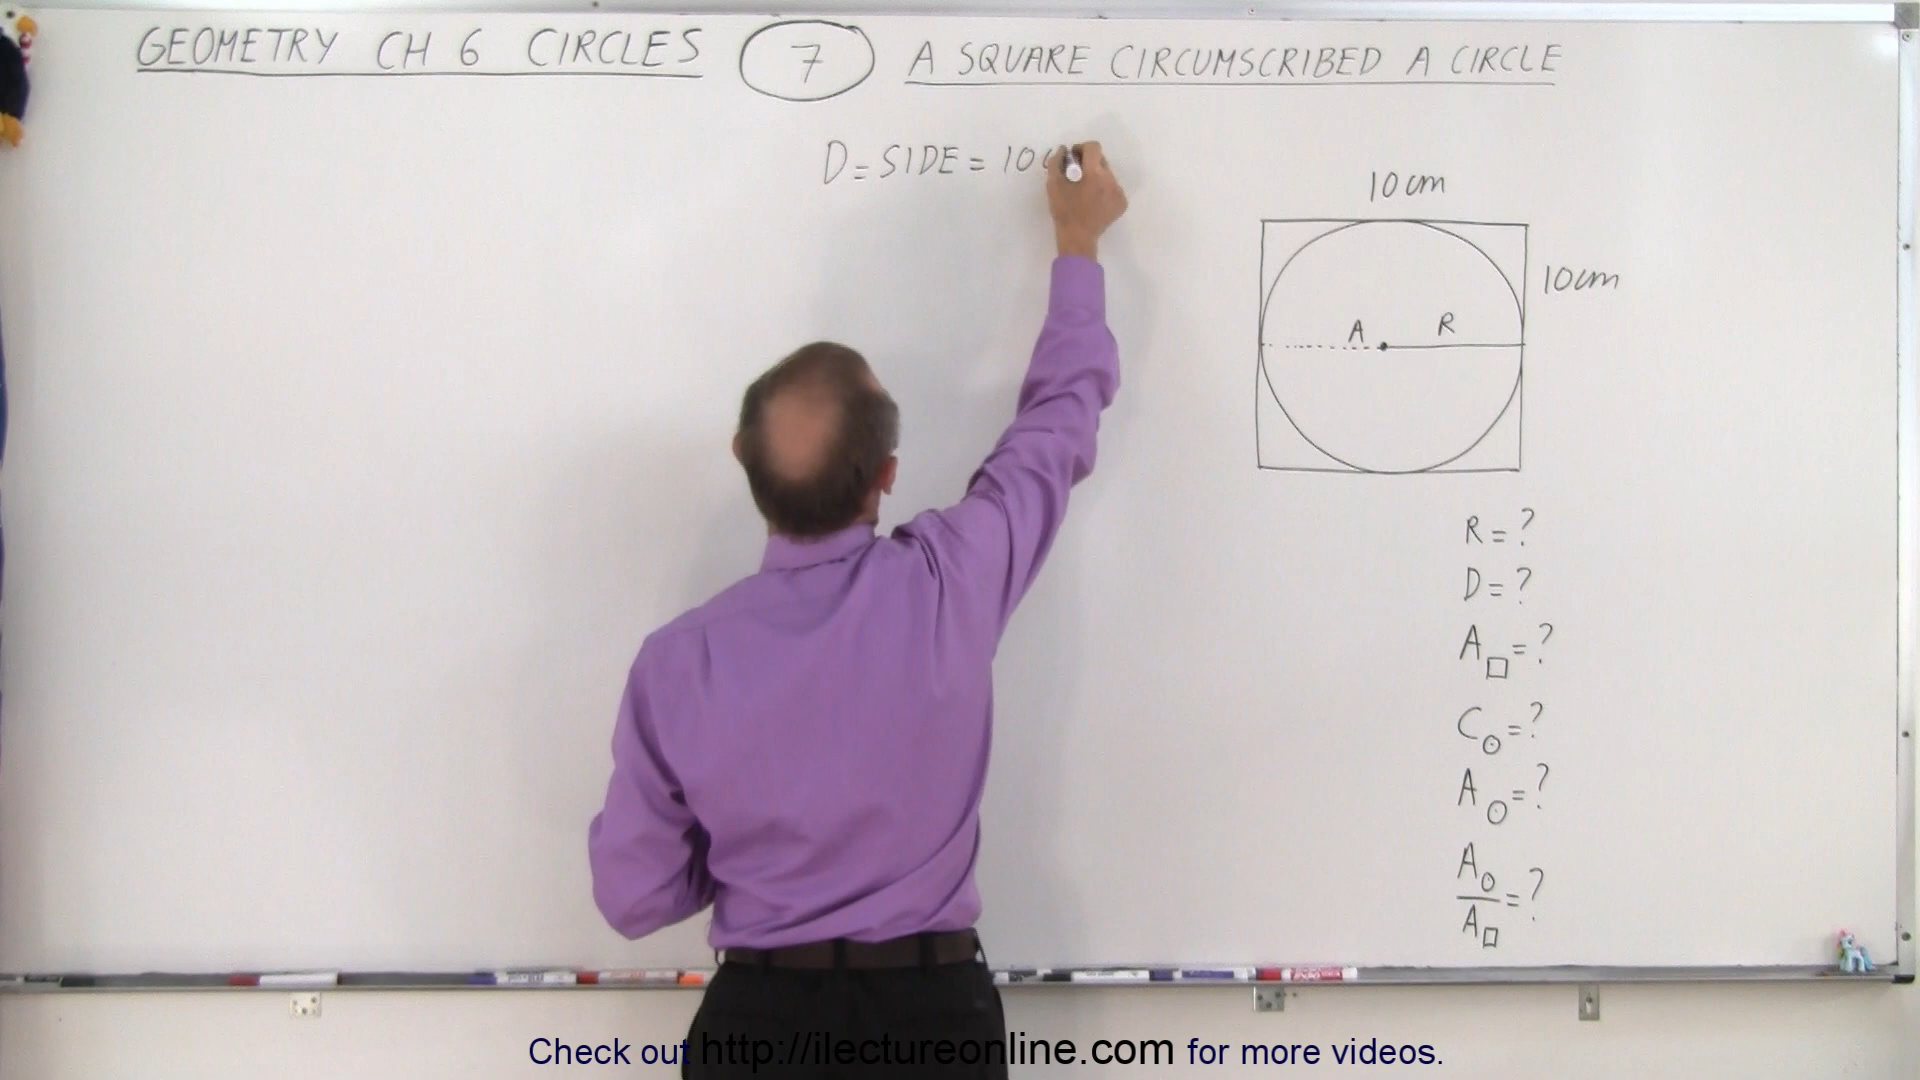 GEOMETRY CH 6 CIRCLES 7 A SQUARE CIRCUMSCRIBED A CIRCLE
D = SIDE = 10
10 cm
10 cm
A R
R = ?
D = ?
A□ = ?
C⊙ = ?
A⊙ = ?
A⊙/A□ = ?
Check out http://ilectureonline.com for more videos.